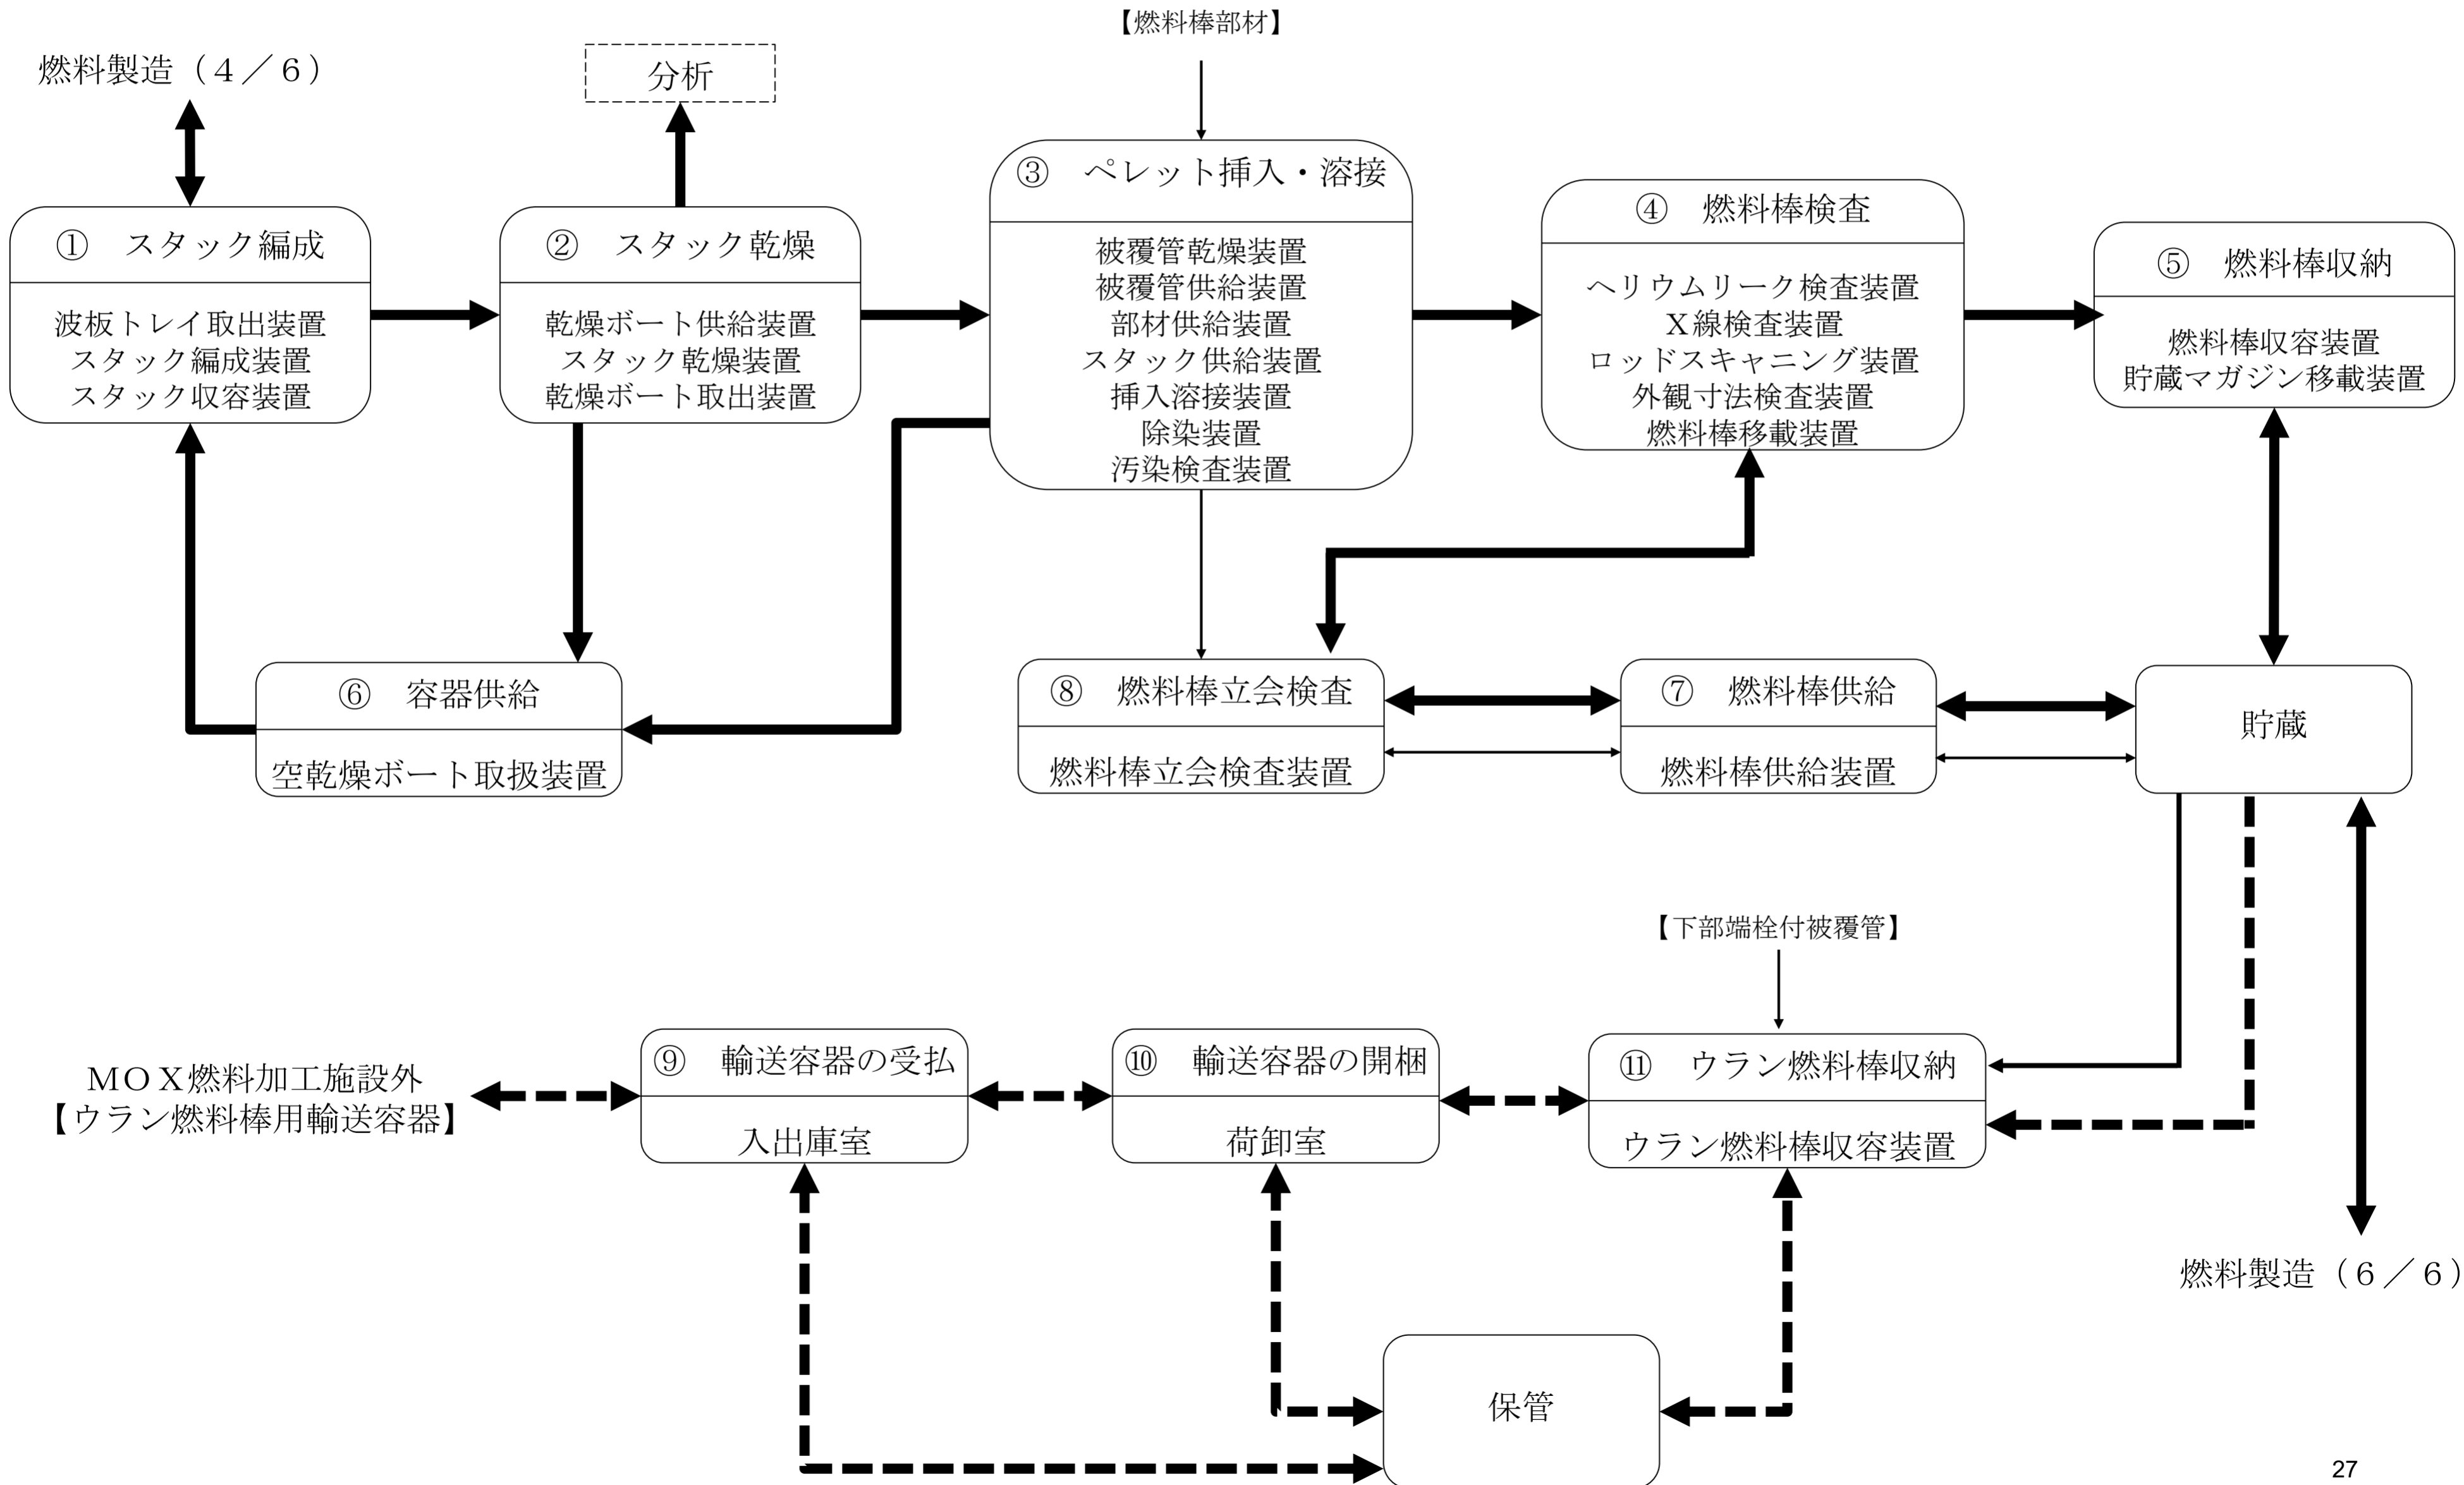 【燃料棒部材】
燃料製造（４／６）
分析
① スタック編成
波板トレイ取出装置
スタック編成装置
スタック収容装置
② スタック乾燥
乾燥ボート供給装置
スタック乾燥装置
乾燥ボート取出装置
③ ペレット挿入・溶接
被覆管乾燥装置
被覆管供給装置
部材供給装置
スタック供給装置
挿入溶接装置
除染装置
汚染検査装置
④ 燃料棒検査
ヘリウムリーク検査装置
Ｘ線検査装置
ロッドスキャニング装置
外観寸法検査装置
燃料棒移載装置
⑤ 燃料棒収納
燃料棒収容装置
貯蔵マガジン移載装置
⑥ 容器供給
空乾燥ボート取扱装置
⑧ 燃料棒立会検査
燃料棒立会検査装置
⑦ 燃料棒供給
燃料棒供給装置
貯蔵
【下部端栓付被覆管】
ＭＯＸ燃料加工施設外
【ウラン燃料棒用輸送容器】
⑨ 輸送容器の受払
入出庫室
⑩ 輸送容器の開梱
荷卸室
⑪ ウラン燃料棒収納
ウラン燃料棒収容装置
燃料製造（６／６）
保管
27